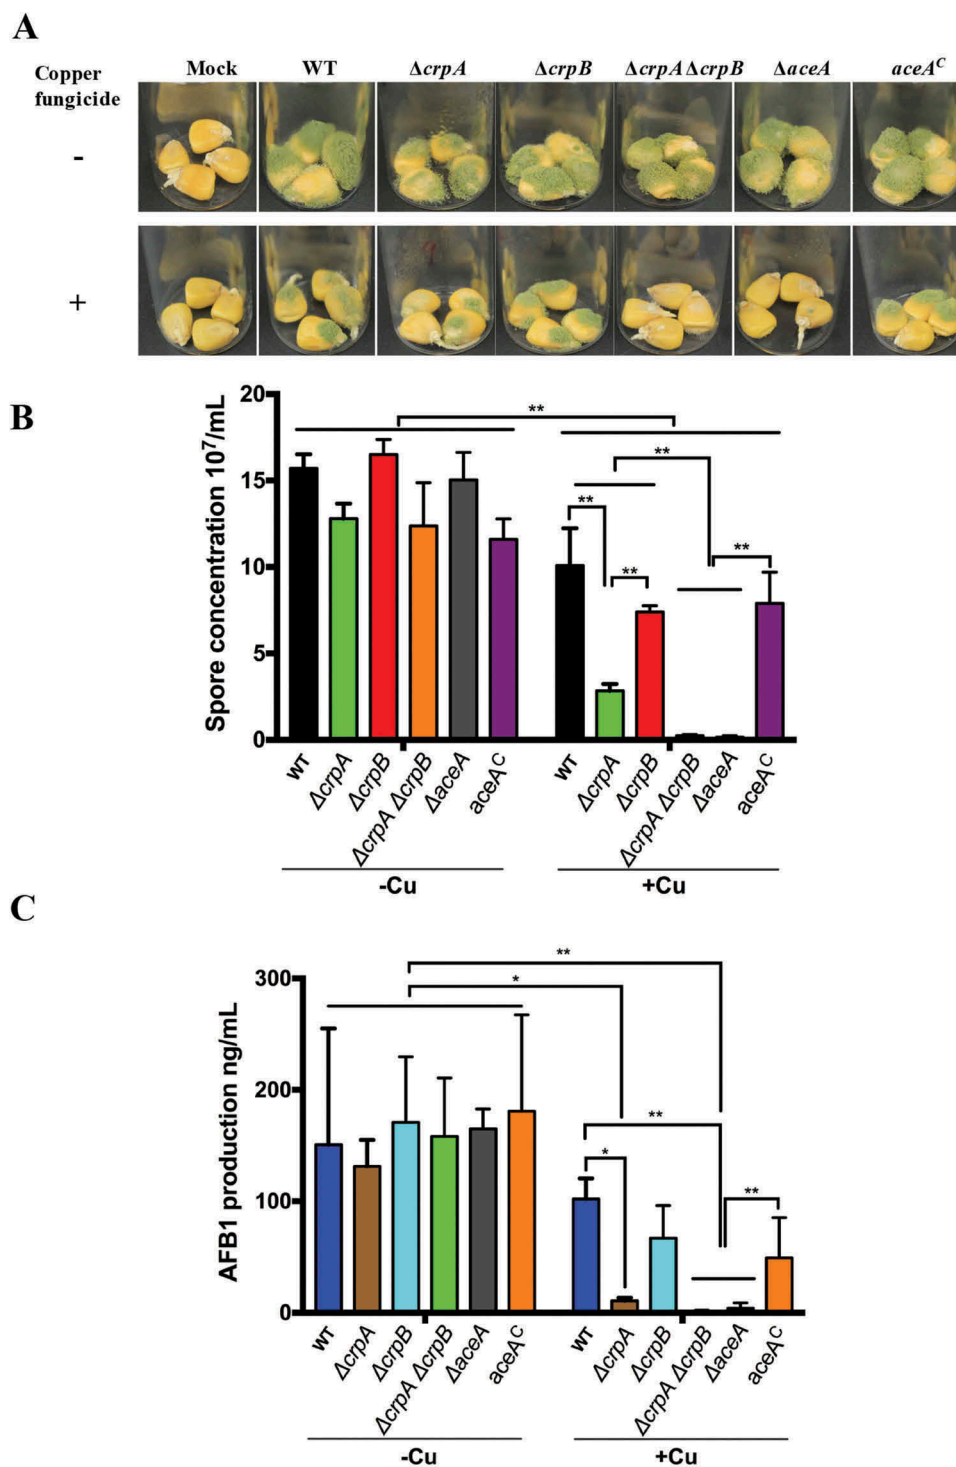 A
Copper fungicide
Mock WT ΔcrpA ΔcrpB ΔcrpA ΔcrpB ΔaceA aceA^C
-
+
B
Spore concentration 10^7/mL
20
15
10
5
0
** 
**
**
**
**
WT ΔcrpA ΔcrpB ΔcrpA ΔcrpB ΔaceA aceA^C
WT ΔcrpA ΔcrpB ΔcrpA ΔcrpB ΔaceA aceA^C
-Cu +Cu
C
AFB1 production ng/mL
300
200
100
0
**
*
**
*
**
WT ΔcrpA ΔcrpB ΔcrpA ΔcrpB ΔaceA aceA^C
WT ΔcrpA ΔcrpB ΔcrpA ΔcrpB ΔaceA aceA^C
-Cu +Cu